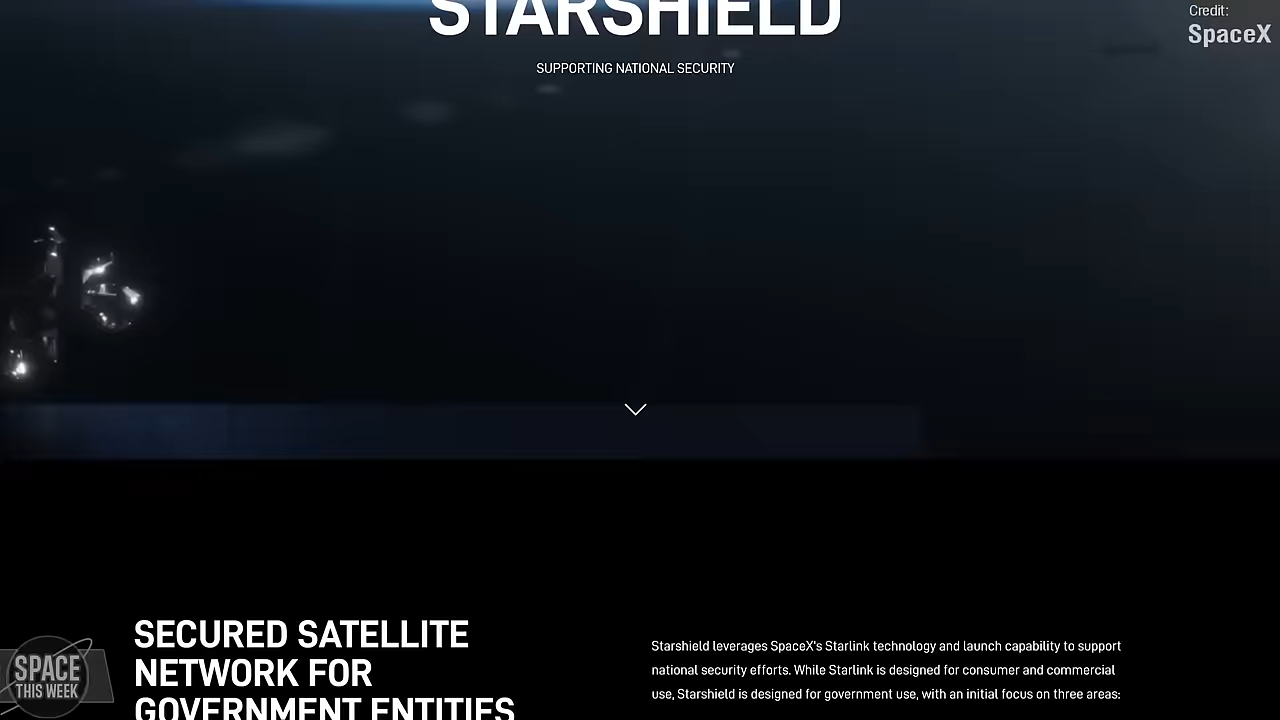 STARSHIELD
Credit:
SpaceX
SUPPORTING NATIONAL SECURITY
SECURED SATELLITE
NETWORK FOR
GOVERNMENT ENTITIES
Starshield leverages SpaceX's Starlink technology and launch capability to support
national security efforts. While Starlink is designed for consumer and commercial
use, Starshield is designed for government use, with an initial focus on three areas:
SPACE
THIS WEEK